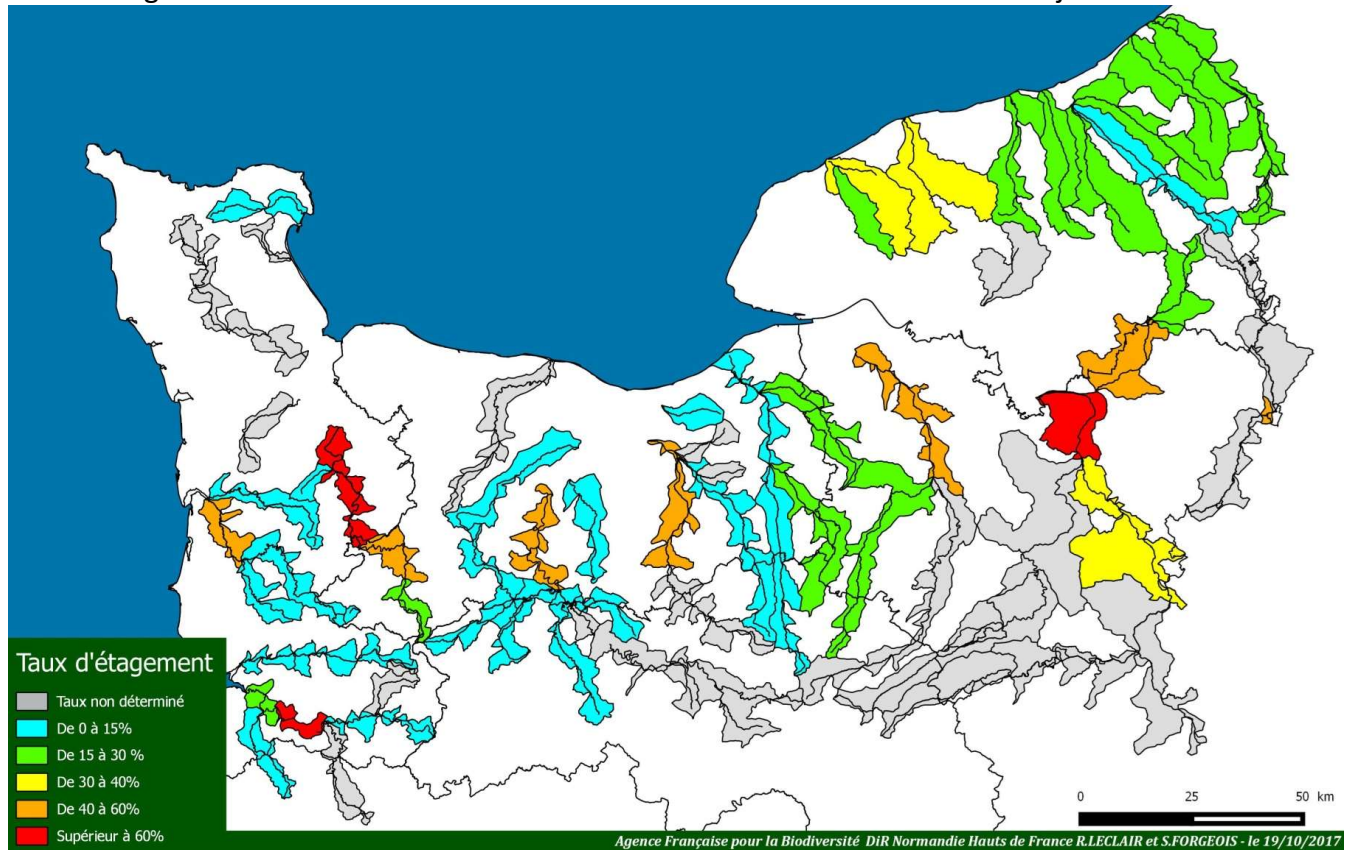 Taux d'étagement
Taux non déterminé
De 0 à 15%
De 15 à 30 %
De 30 à 40%
De 40 à 60%
Supérieur à 60%
0 25 50 km
Agence Française pour la Biodiversité DiR Normandie Hauts de France R.LECLAIR et S.FORGEOIS - le 19/10/2017